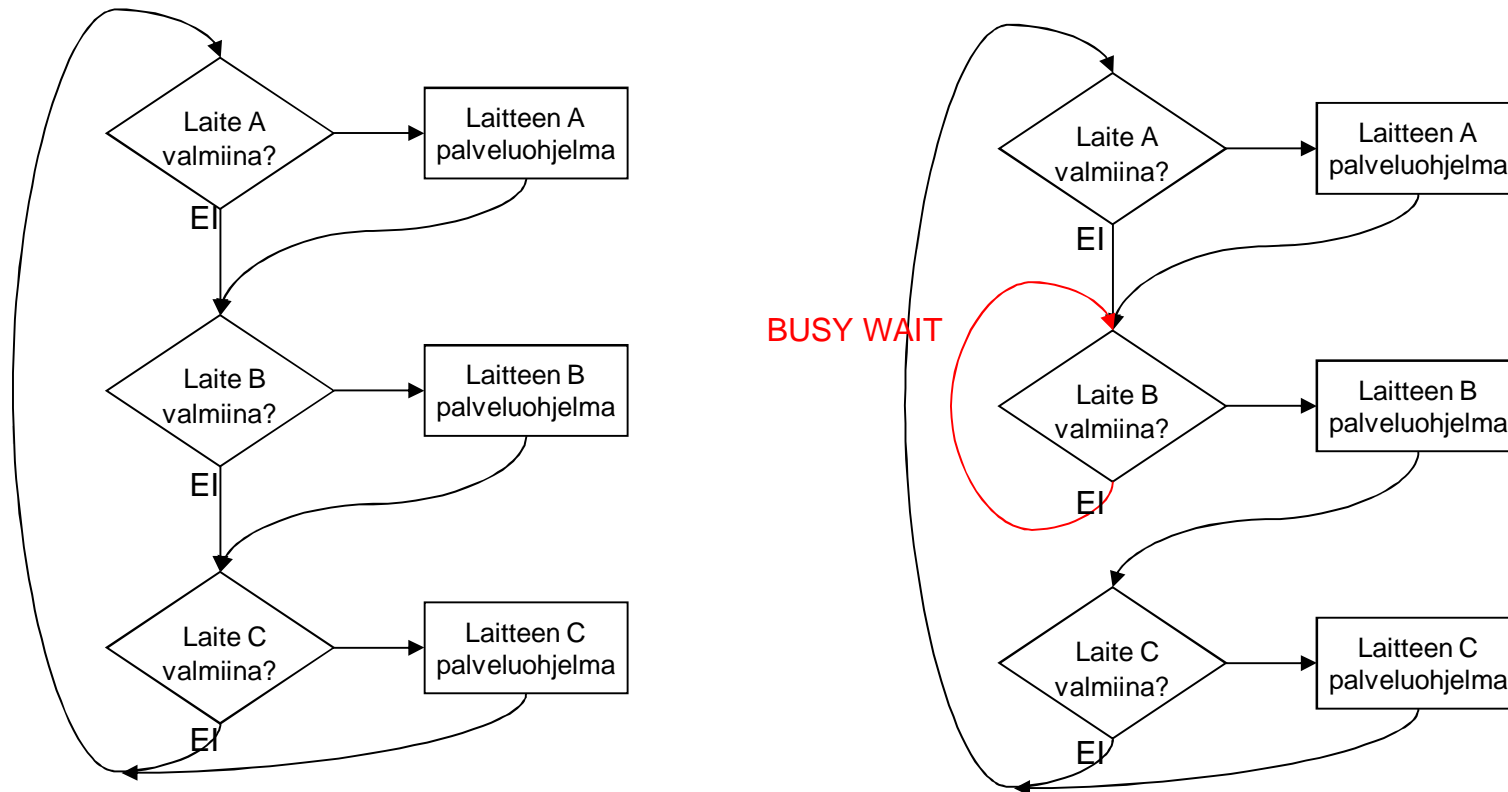 Laite A
valmiina?
Laitteen A
palveluohjelma
EI
Laite B
valmiina?
Laitteen B
palveluohjelma
EI
Laite C
valmiina?
Laitteen C
palveluohjelma
EI
Laite A
valmiina?
Laitteen A
palveluohjelma
EI
BUSY WAIT
Laite B
valmiina?
Laitteen B
palveluohjelma
EI
Laite C
valmiina?
Laitteen C
palveluohjelma
EI